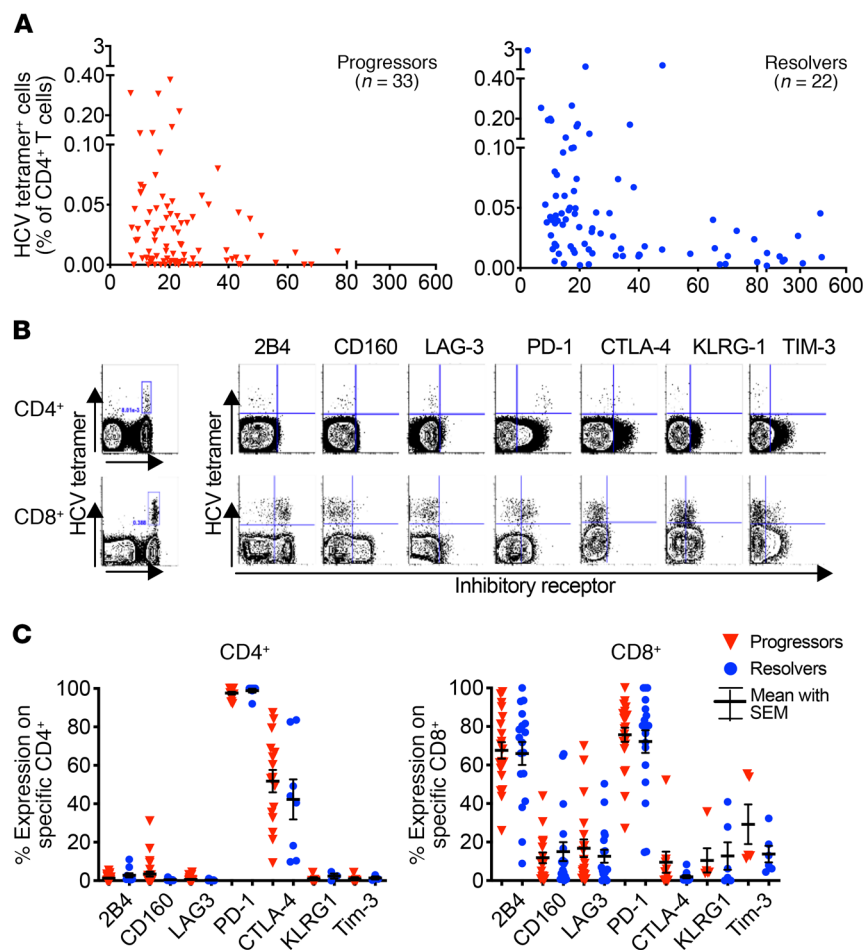 A
HCV tetramer⁺ cells
(% of CD4⁺ T cells)
3
0.40
0.20
0.10
0.05
0.00
0 20 40 60 80 300 600
Progressors
(n = 33)
3
0.40
0.20
0.10
0.05
0.00
0 20 40 60 80 300 600
Resolvers
(n = 22)
B
2B4 CD160 LAG-3 PD-1 CTLA-4 KLRG-1 TIM-3
CD4⁺
CD8⁺
HCV tetramer
HCV tetramer
Inhibitory receptor
C
CD4⁺
% Expression on
specific CD4⁺
100
80
60
40
20
0
2B4 CD160 LAG3 PD-1 CTLA-4 KLRG1 Tim-3
CD8⁺
% Expression on
specific CD8⁺
100
80
60
40
20
0
2B4 CD160 LAG3 PD-1 CTLA-4 KLRG1 Tim-3
Progressors
Resolvers
Mean with
SEM